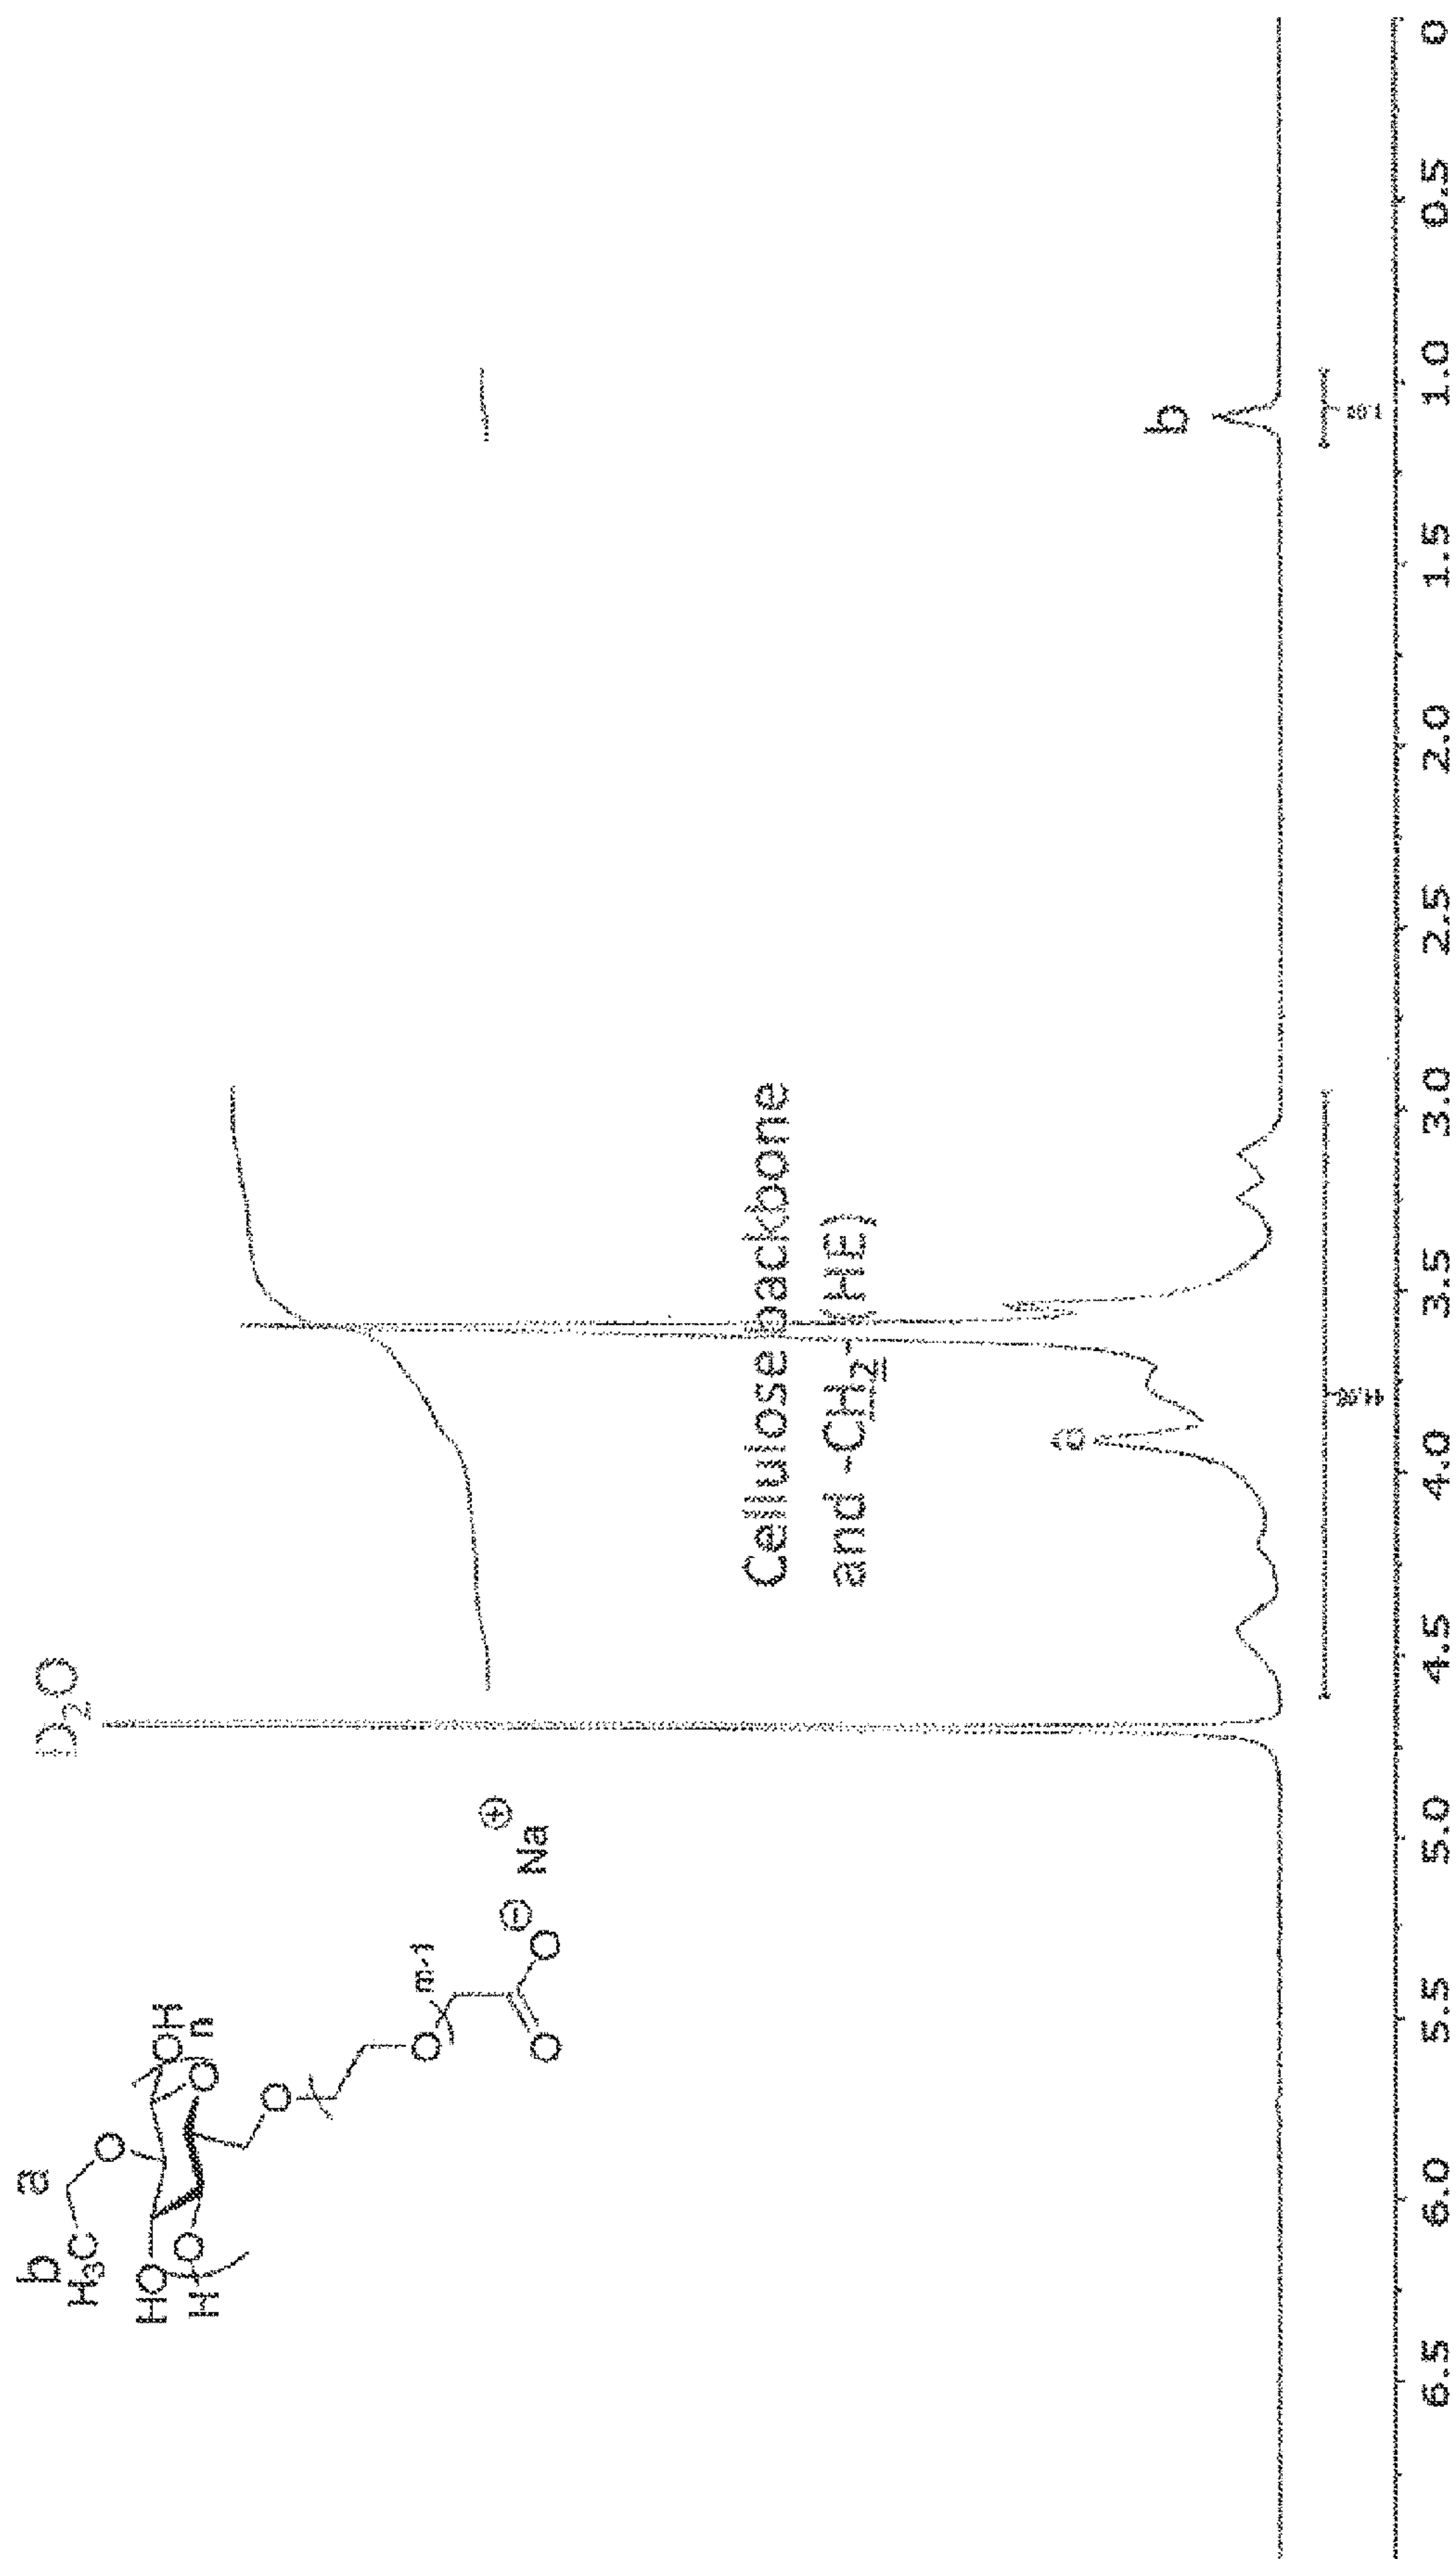 b a
H₃C O
HO OH
H O O n
O
O m-1
O O ⊖ Na ⊕
D₂O
Cellulose backbone
and -CH₂- (HE)
a
b
1.00
6.5 6.0 5.5 5.0 4.5 4.0 3.5 3.0 2.5 2.0 1.5 1.0 0.5 0